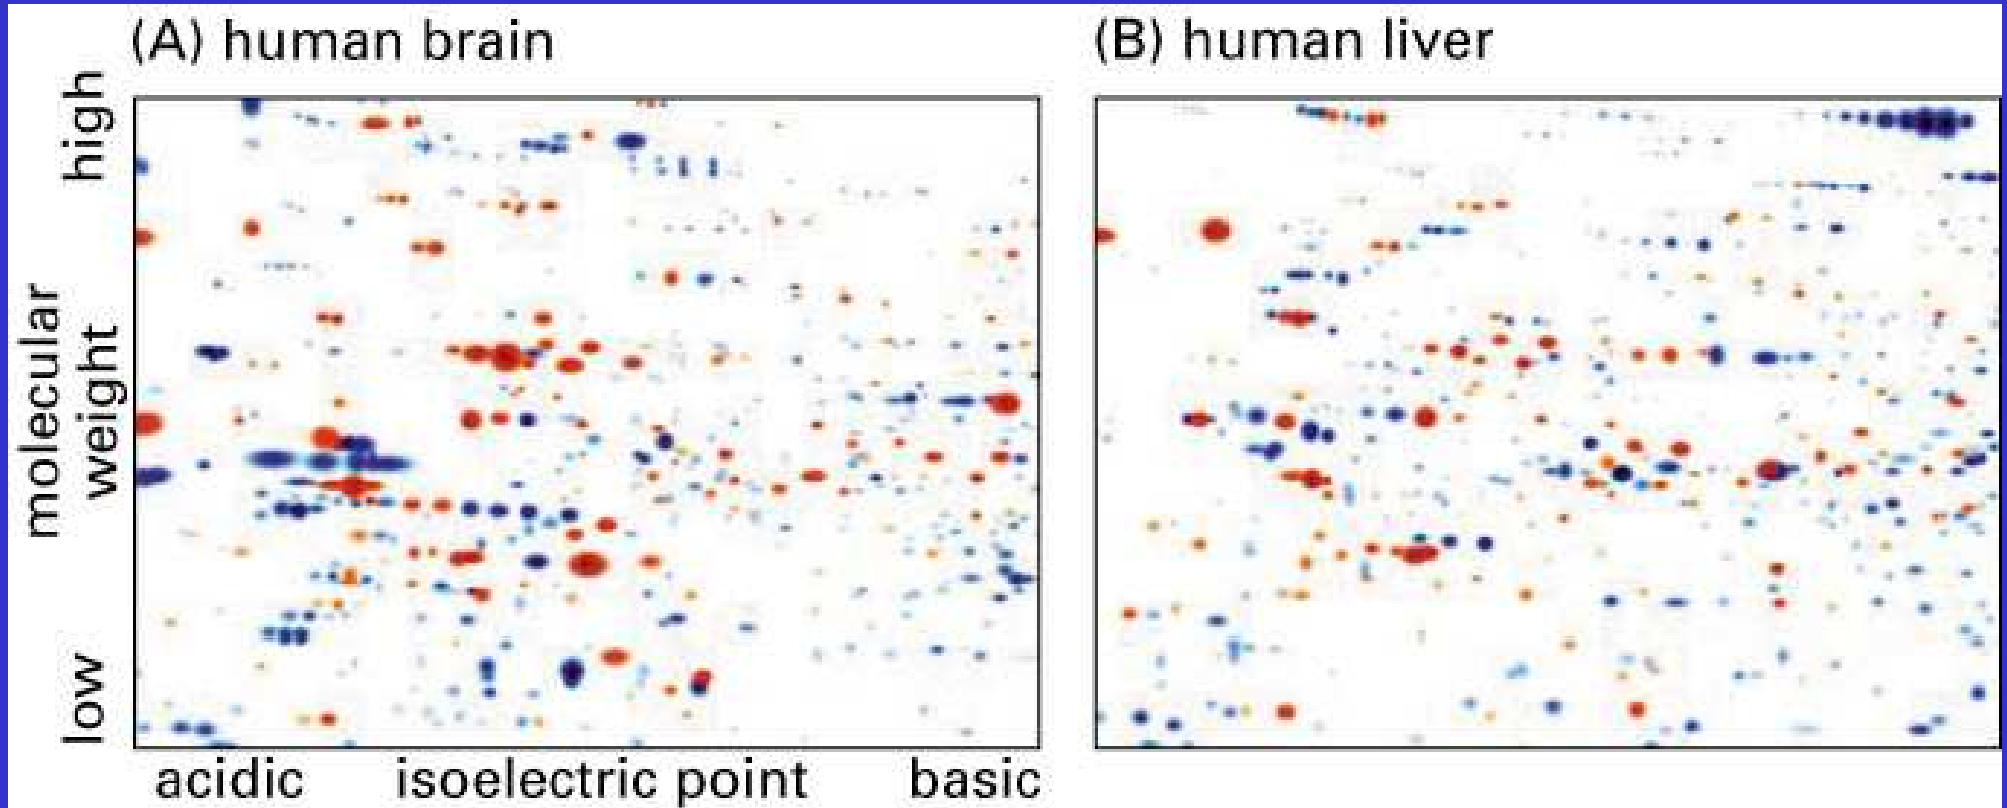 (A) human brain
(B) human liver
high
molecular
weight
low
acidic
isoelectric point
basic